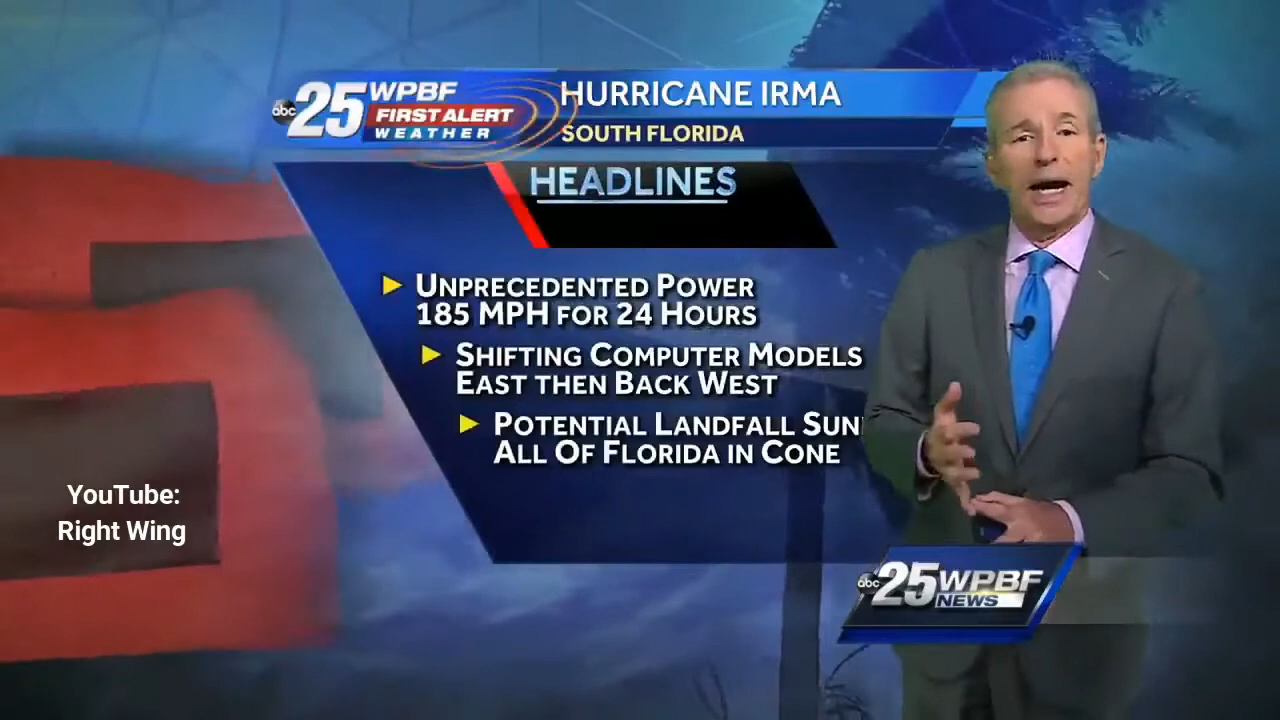 abc 25 WPBF
FIRST ALERT
WEATHER
HURRICANE IRMA
SOUTH FLORIDA
HEADLINES
UNPRECEDENTED POWER
185 MPH FOR 24 HOURS
SHIFTING COMPUTER MODELS
EAST THEN BACK WEST
POTENTIAL LANDFALL SUN
ALL OF FLORIDA IN CONE
YouTube:
Right Wing
abc 25 WPBF
NEWS